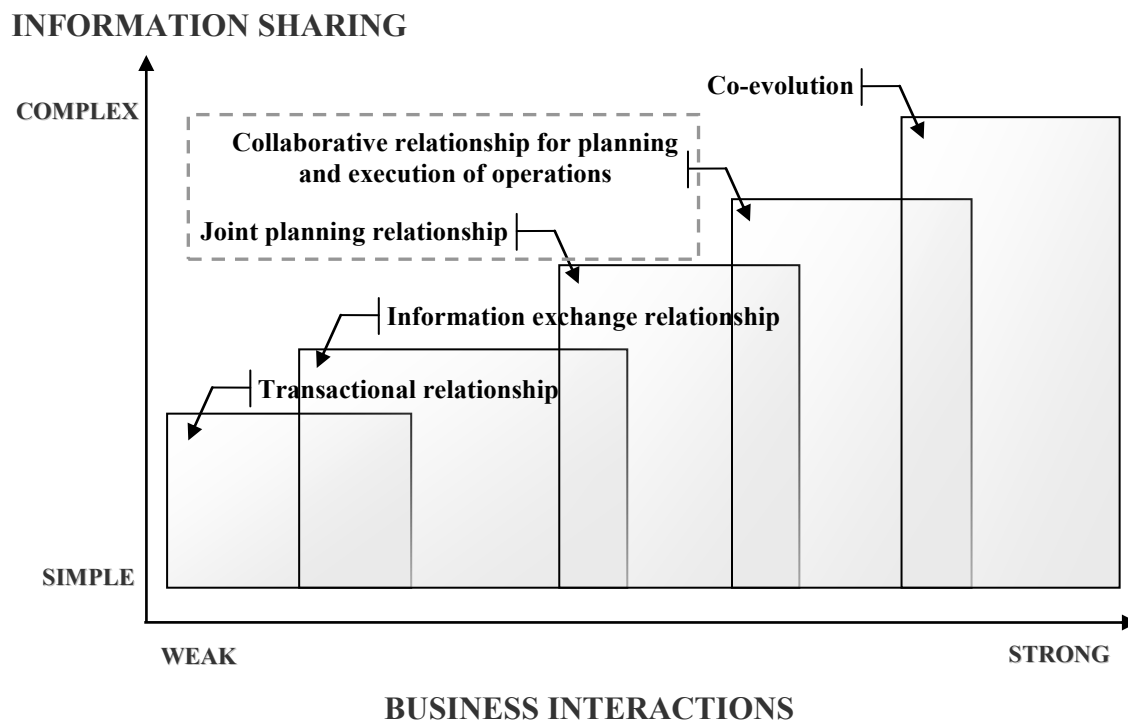 INFORMATION SHARING
COMPLEX
Co-evolution
Collaborative relationship for planning
and execution of operations
Joint planning relationship
Information exchange relationship
Transactional relationship
SIMPLE
WEAK
STRONG
BUSINESS INTERACTIONS